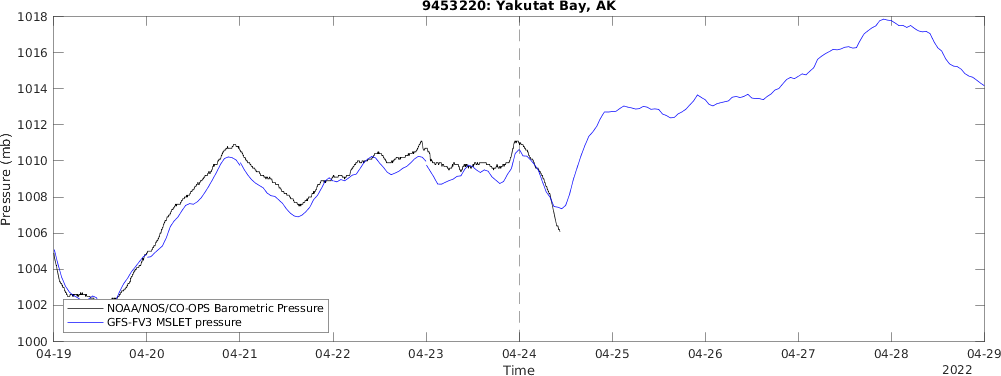 9453220: Yakutat Bay, AK
Pressure (mb)
1018
1016
1014
1012
1010
1008
1006
1004
1002
1000
NOAA/NOS/CO-OPS Barometric Pressure
GFS-FV3 MSLET pressure
04-19 04-20 04-21 04-22 04-23 04-24 04-25 04-26 04-27 04-28 04-29
Time
2022